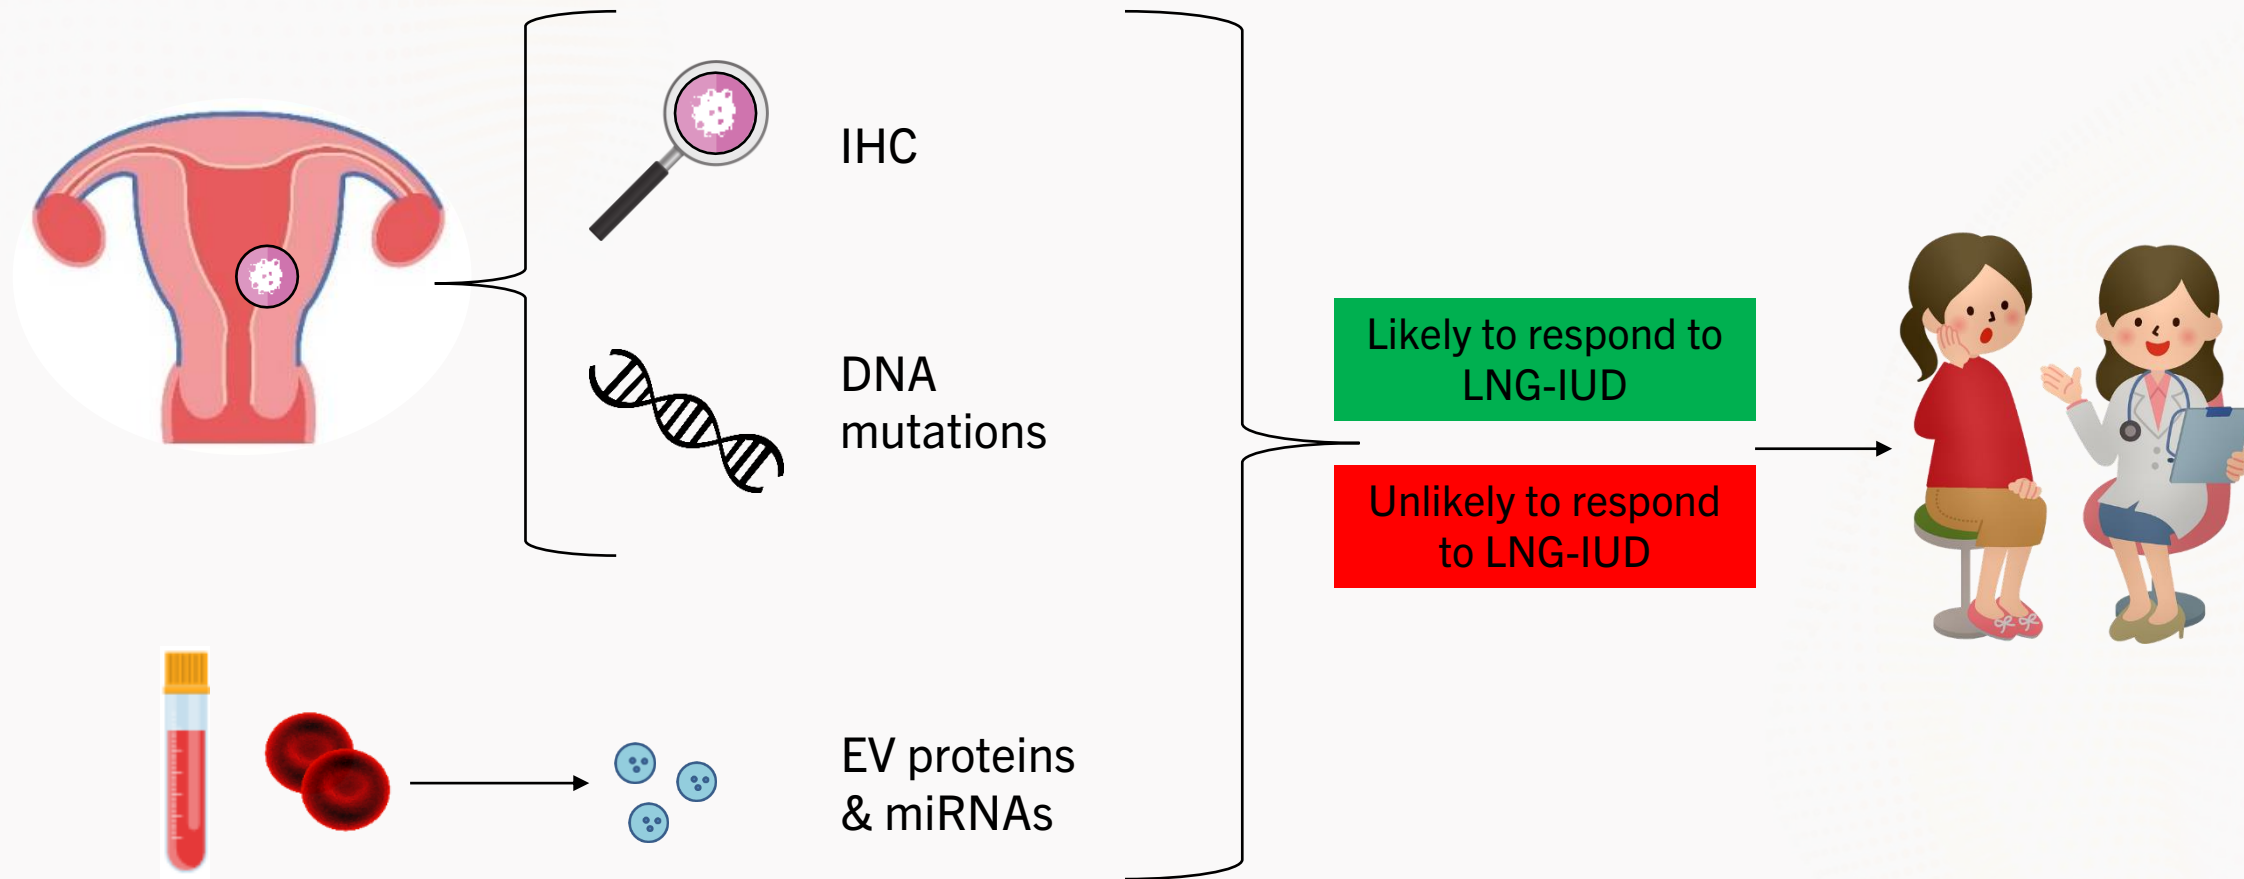 IHC
DNA
mutations
EV proteins
& miRNAs
Likely to respond to
LNG-IUD
Unlikely to respond
to LNG-IUD